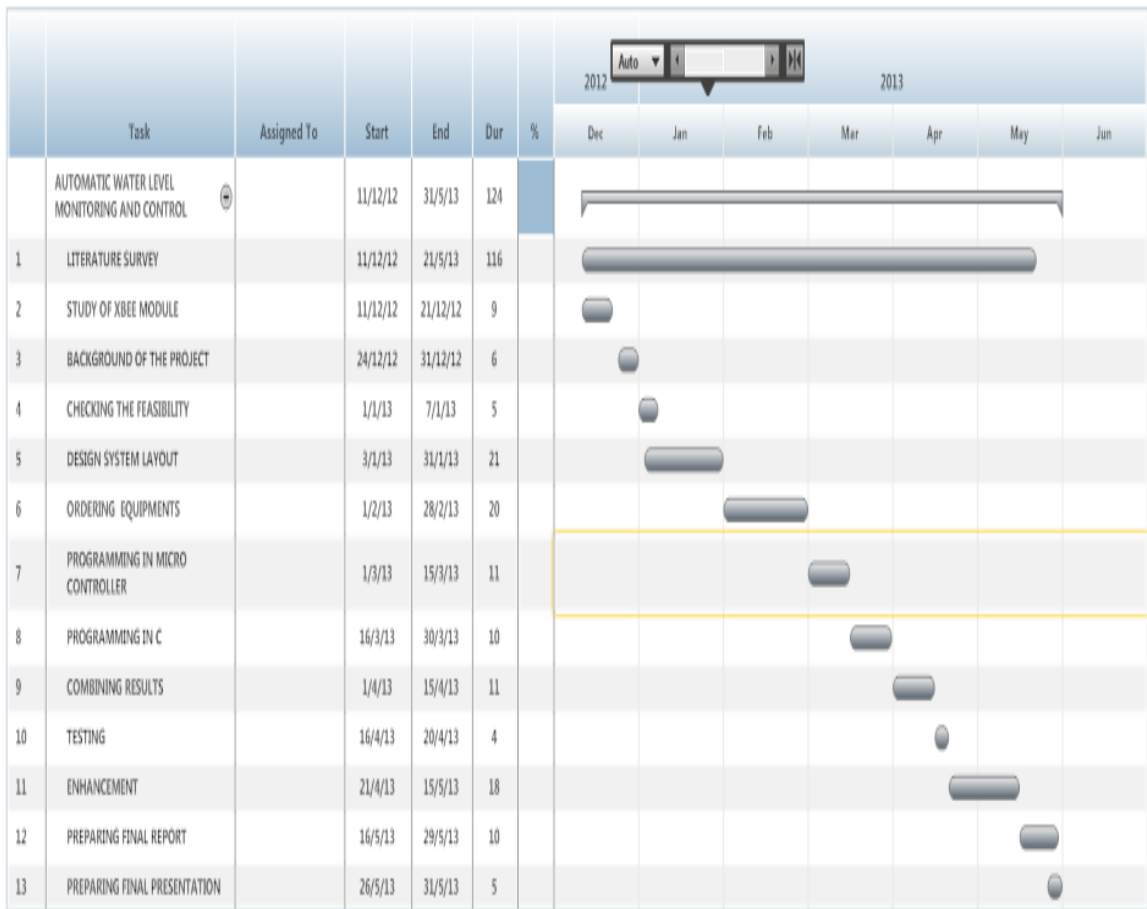 Auto
2012 2013
Task Assigned To Start End Dur % Dec Jan Feb Mar Apr May Jun
AUTOMATIC WATER LEVEL
MONITORING AND CONTROL 11/12/12 31/5/13 124
1 LITERATURE SURVEY 11/12/12 21/5/13 116
2 STUDY OF XBEE MODULE 11/12/12 21/12/12 9
3 BACKGROUND OF THE PROJECT 24/12/12 31/12/12 6
4 CHECKING THE FEASIBILITY 1/1/13 7/1/13 5
5 DESIGN SYSTEM LAYOUT 3/1/13 31/1/13 21
6 ORDERING EQUIPMENTS 1/2/13 28/2/13 20
7 PROGRAMMING IN MICRO
CONTROLLER 1/3/13 15/3/13 11
8 PROGRAMMING IN C 16/3/13 30/3/13 10
9 COMBINING RESULTS 1/4/13 15/4/13 11
10 TESTING 16/4/13 20/4/13 4
11 ENHANCEMENT 21/4/13 15/5/13 18
12 PREPARING FINAL REPORT 16/5/13 29/5/13 10
13 PREPARING FINAL PRESENTATION 26/5/13 31/5/13 5